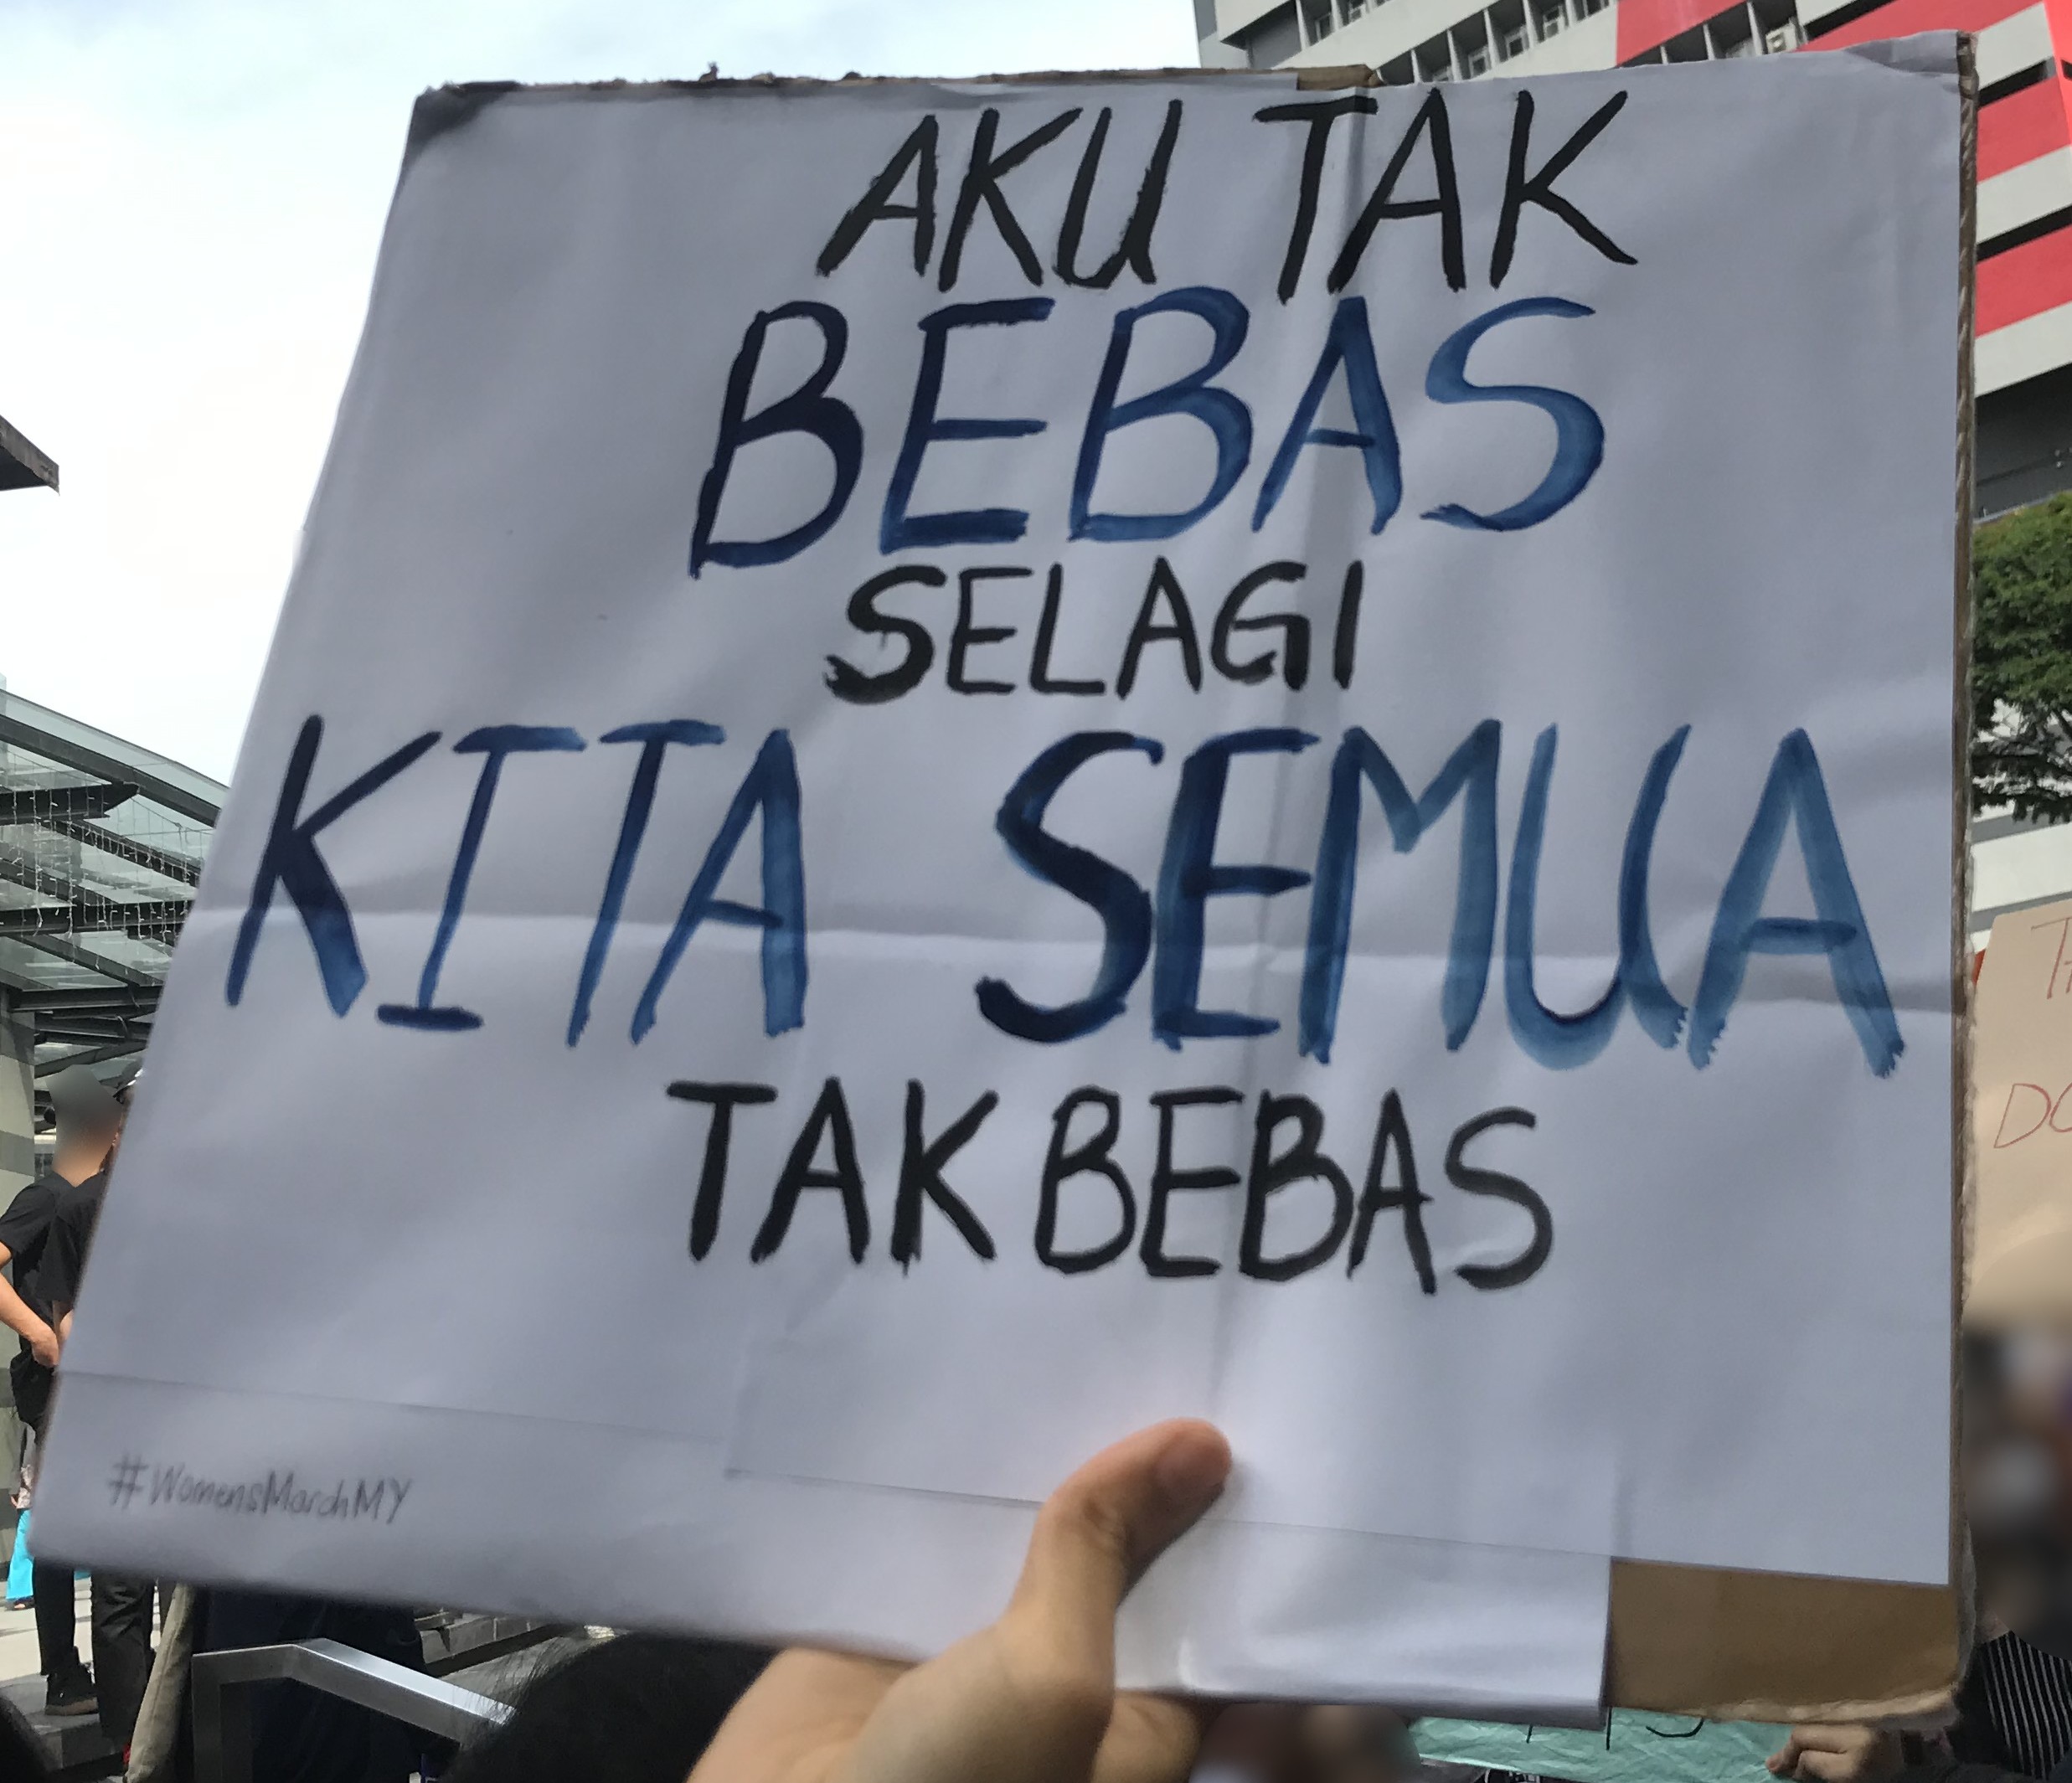 AKU TAK
BEBAS
SELAGI
KITA SEMUA
TAK BEBAS
#WomensMarchMY